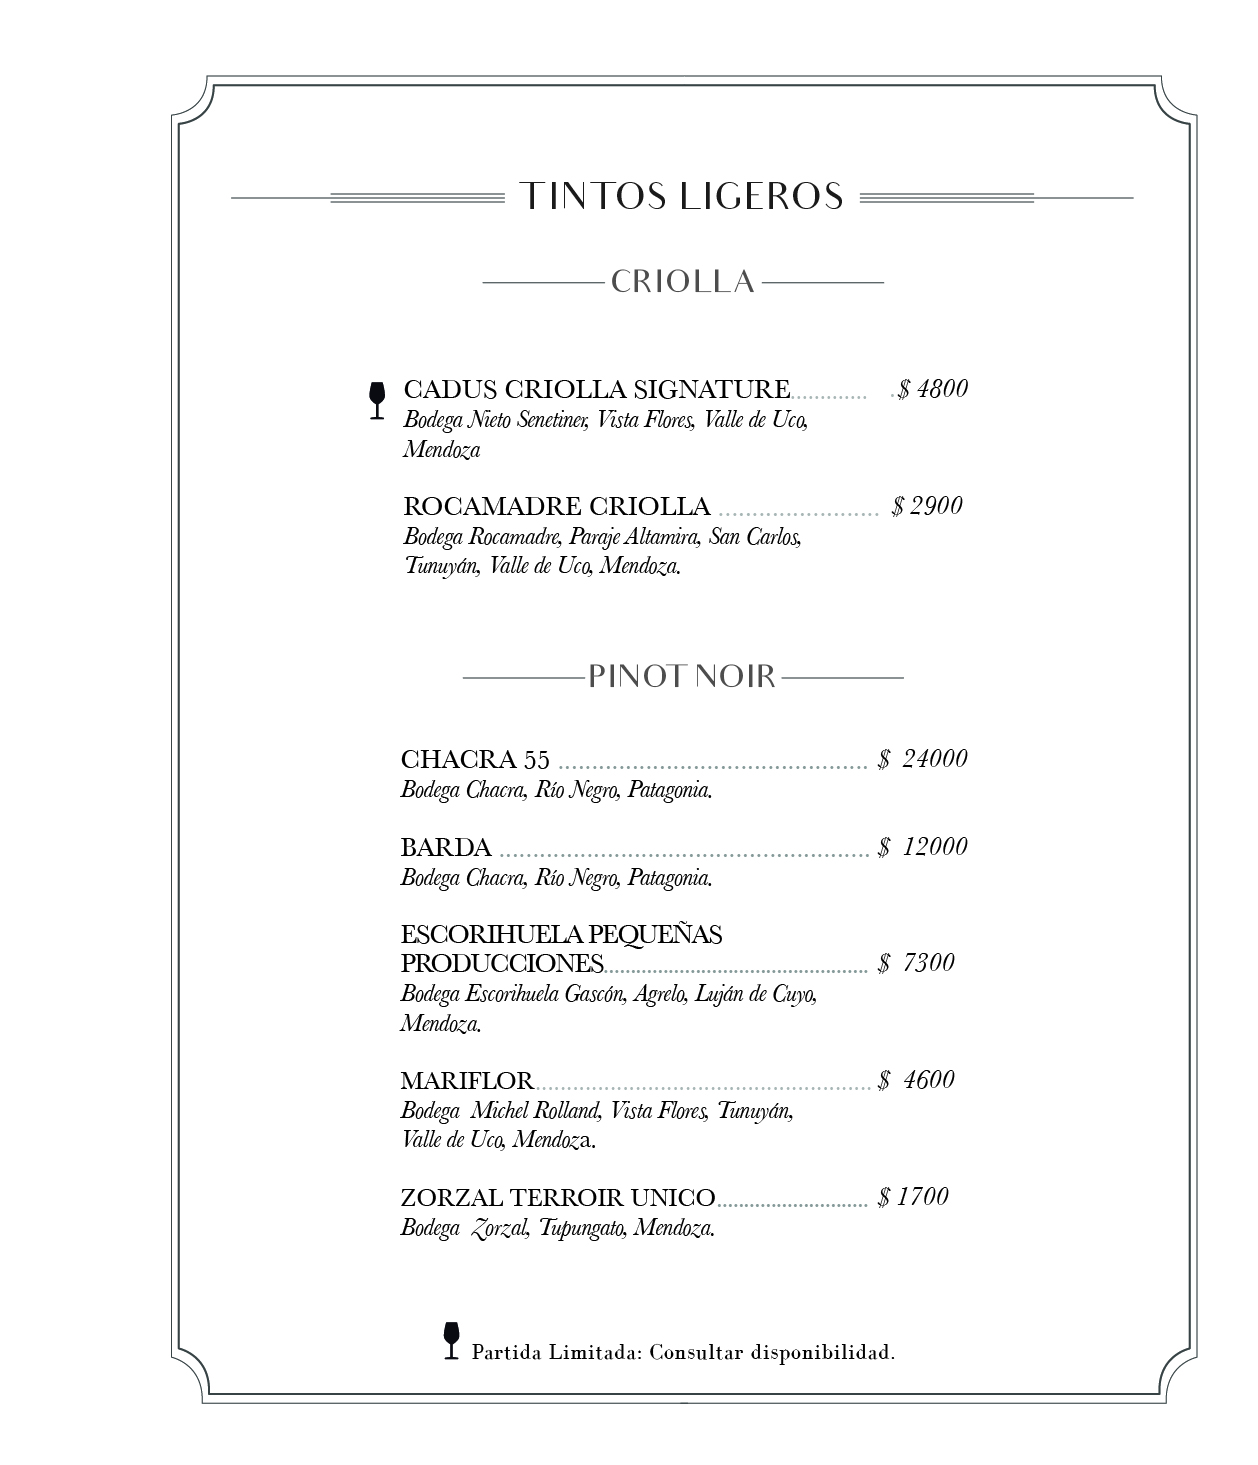 TINTOS LIGEROS
CRIOLLA
CADUS CRIOLLA SIGNATURE............. .$ 4800
Bodega Nieto Senetiner, Vista Flores, Valle de Uco,
Mendoza
ROCAMADRE CRIOLLA ........................ $ 2900
Bodega Rocamadre, Paraje Altamira, San Carlos,
Tunuyán, Valle de Uco, Mendoza.
PINOT NOIR
CHACRA 55 .............................................. $ 24000
Bodega Chacra, Río Negro, Patagonia.
BARDA ....................................................... $ 12000
Bodega Chacra, Río Negro, Patagonia.
ESCORIHUELA PEQUEÑAS
PRODUCCIONES.................................................. $ 7300
Bodega Escorihuela Gascón, Agrelo, Luján de Cuyo,
Mendoza.
MARIFLOR.................................................. $ 4600
Bodega Michel Rolland, Vista Flores, Tunuyán,
Valle de Uco, Mendoza.
ZORZAL TERROIR UNICO............................ $ 1700
Bodega Zorzal, Tupungato, Mendoza.
Partida Limitada: Consultar disponibilidad.